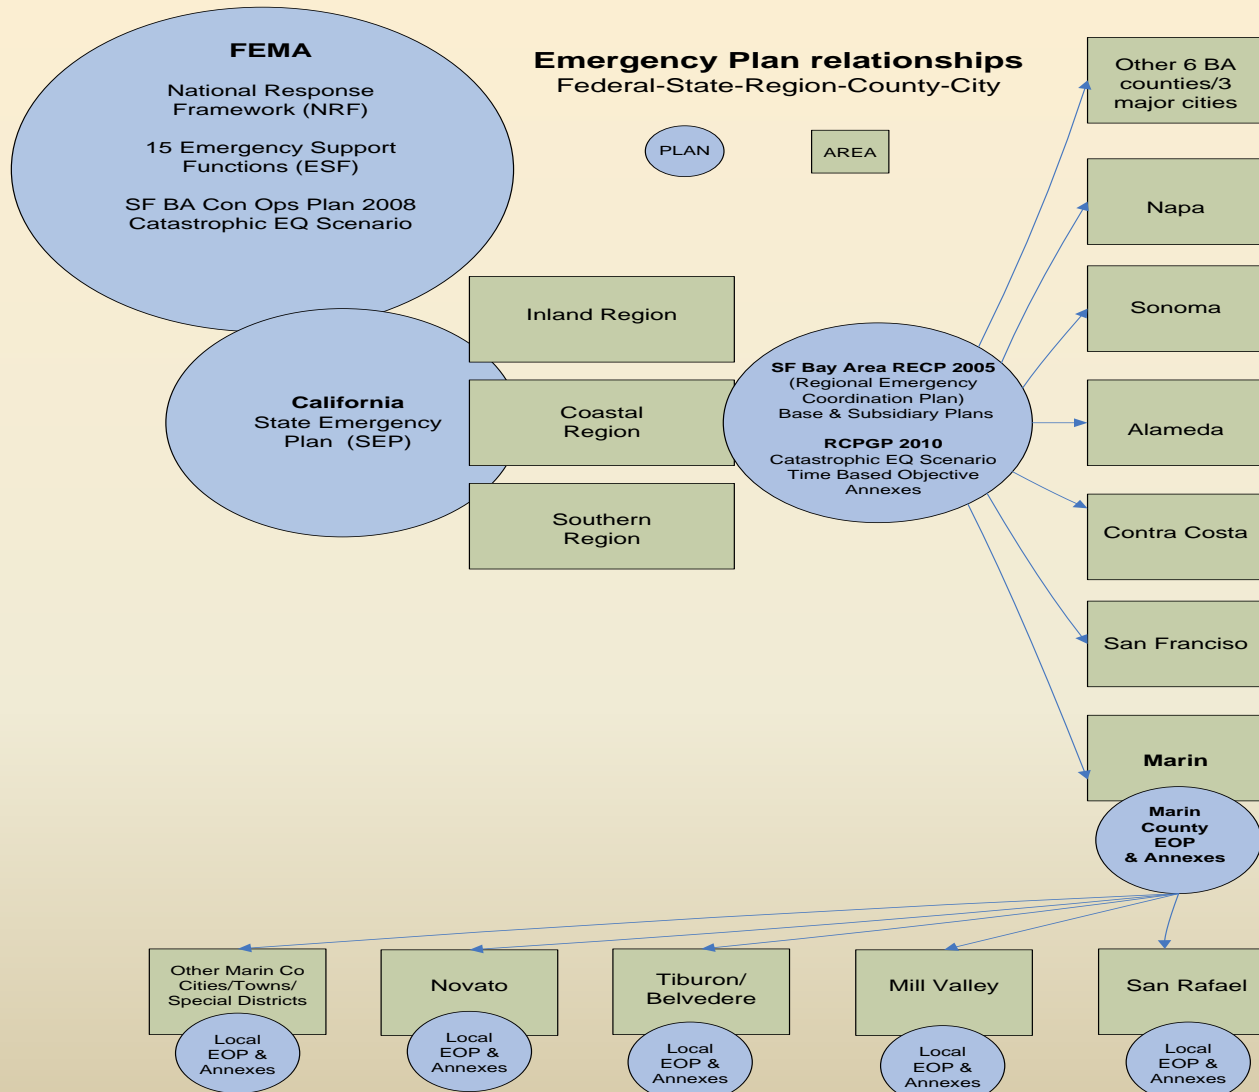 FEMA
National Response
Framework (NRF)
15 Emergency Support
Functions (ESF)
SF BA Con Ops Plan 2008
Catastrophic EQ Scenario
Emergency Plan relationships
Federal-State-Region-County-City
PLAN
AREA
California
State Emergency
Plan (SEP)
Inland Region
Coastal
Region
Southern
Region
SF Bay Area RECP 2005
(Regional Emergency
Coordination Plan)
Base & Subsidiary Plans
RCPGP 2010
Catastrophic EQ Scenario
Time Based Objective
Annexes
Other 6 BA
counties/3
major cities
Napa
Sonoma
Alameda
Contra Costa
San Franciso
Marin
Marin
County
EOP
& Annexes
Other Marin Co
Cities/Towns/
Special Districts
Local
EOP &
Annexes
Novato
Local
EOP &
Annexes
Tiburon/
Belvedere
Local
EOP &
Annexes
Mill Valley
Local
EOP &
Annexes
San Rafael
Local
EOP &
Annexes